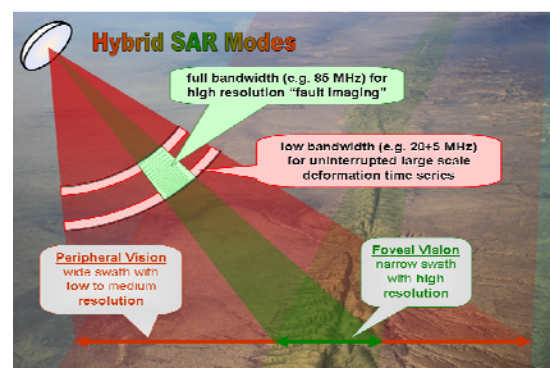 Hybrid SAR Modes
full bandwidth (e.g. 85 MHz) for
high resolution "fault imaging"
low bandwidth (e.g. 20+5 MHz)
for uninterrupted large scale
deformation time series
Peripheral Vision
wide swath with
low to medium
resolution
Foveal Vision
narrow swath
with high
resolution